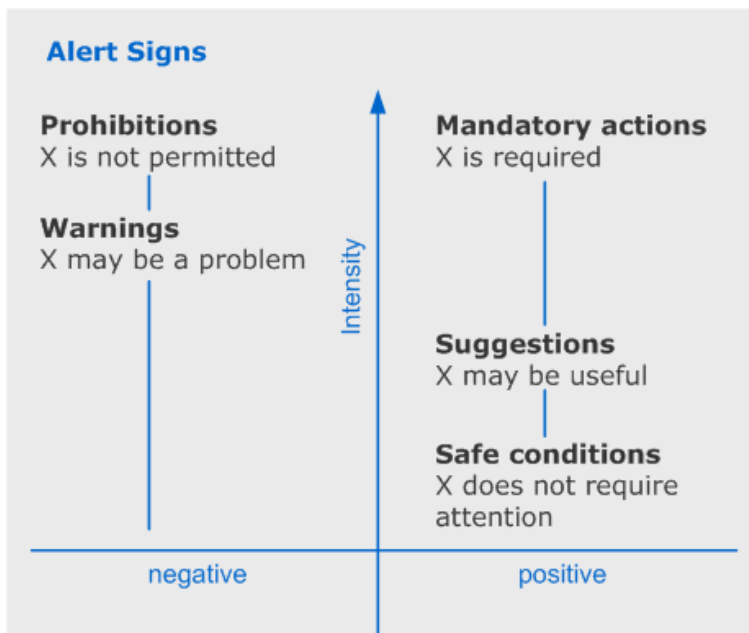 Alert Signs
Prohibitions
X is not permitted
Warnings
X may be a problem
Intensity
Mandatory actions
X is required
Suggestions
X may be useful
Safe conditions
X does not require
attention
negative
positive